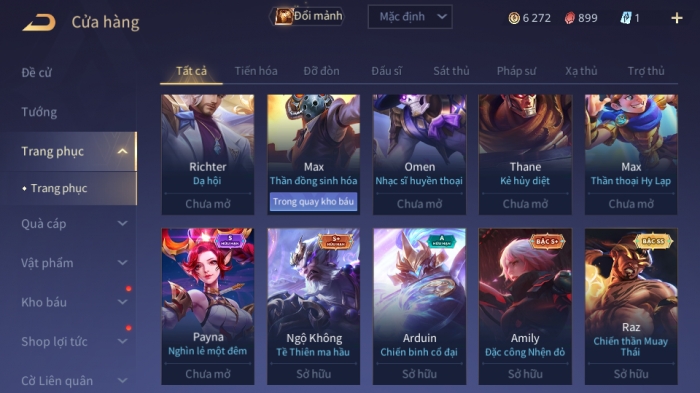 Cửa hàng
Đổi mảnh
Mặc định
6 272
899
1
Đề cử
Tướng
Trang phục
Trang phục
Quà cáp
Vật phẩm
Kho báu
Shop lợi tức
Cờ Liên quân
Tất cả
Tiến hóa
Đỡ đòn
Đấu sĩ
Sát thủ
Pháp sư
Xạ thủ
Trợ thủ
Richter
Dạ hội
Chưa mở
Max
Thần đồng sinh hóa
Trong quay kho báu
Omen
Nhạc sĩ huyền thoại
Chưa mở
Thane
Kẻ hủy diệt
Chưa mở
Max
Thần thoại Hy Lạp
Chưa mở
S
HỮU HẠN
Payna
Nghìn lẻ một đêm
Chưa mở
S+
HỮU HẠN
Ngộ Không
Tề Thiên ma hầu
Sở hữu
A
HỮU HẠN
Arduin
Chiến binh cổ đại
Sở hữu
BẬC S+
Amily
Đặc công Nhện đỏ
Sở hữu
BẬC SS
Raz
Chiến thần Muay
Thái
Sở hữu